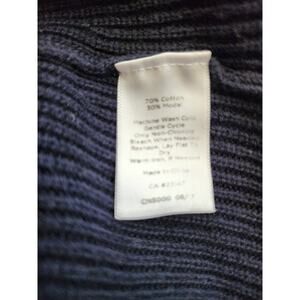 70% Cotton
30% Modal
Machine Wash Cold
Gentle Cycle
Only Non-Chlorine
Bleach When Needed
Reshape, Lay Flat To
Dry
Warm Iron, If Needed
Made In China
CA